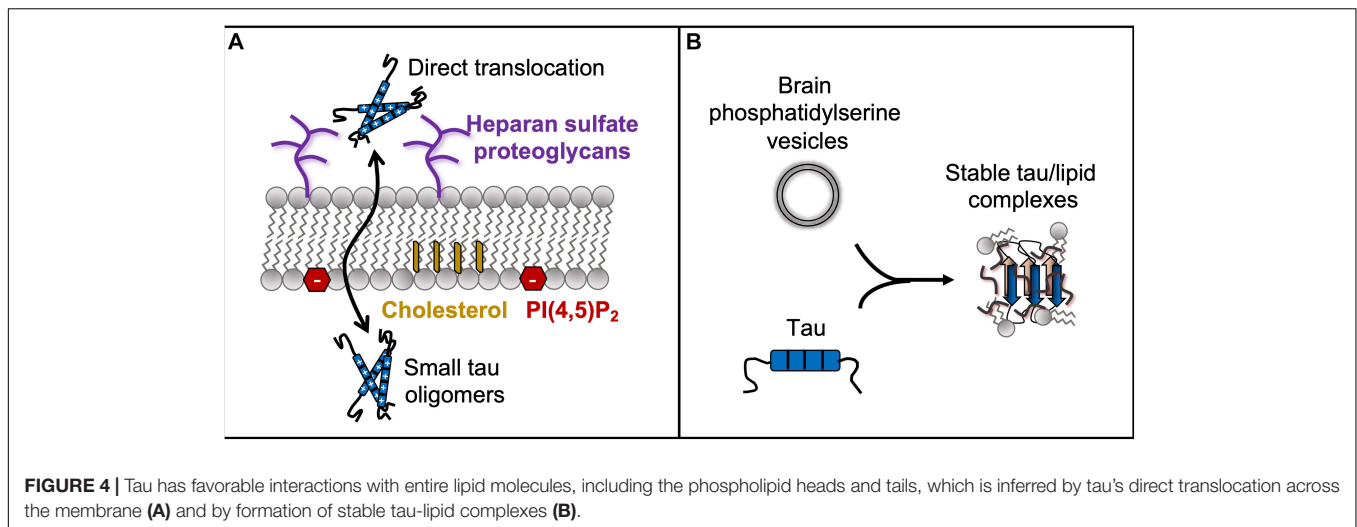 A
Direct translocation
Heparan sulfate
proteoglycans
+ + + + + + + + + + + +
- -
Cholesterol PI(4,5)P₂
+ + + + + + + + + + + +
Small tau
oligomers
B
Brain
phosphatidylserine
vesicles
Stable tau/lipid
complexes
Tau
FIGURE 4 | Tau has favorable interactions with entire lipid molecules, including the phospholipid heads and tails, which is inferred by tau's direct translocation across
the membrane (A) and by formation of stable tau-lipid complexes (B).